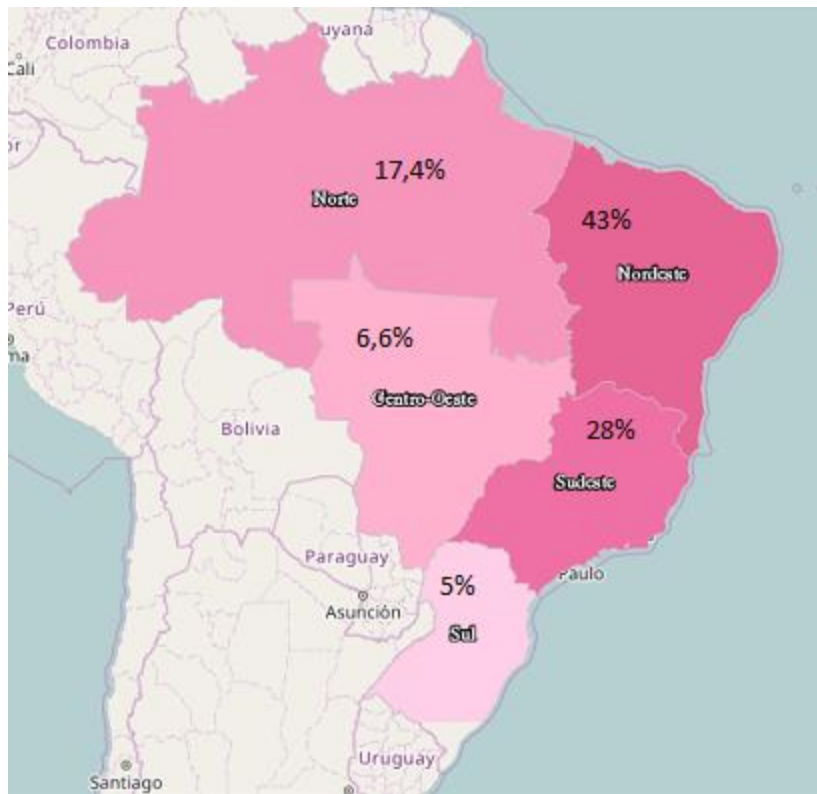 uyana
Colombia
Cali
17,4%
Norte
43%
Nordeste
Perú
6,6%
Centro-Oeste
Bolivia
28%
Sudeste
Paraguay
Paulo
5%
Asunción
Sul
Uruguay
Santiago